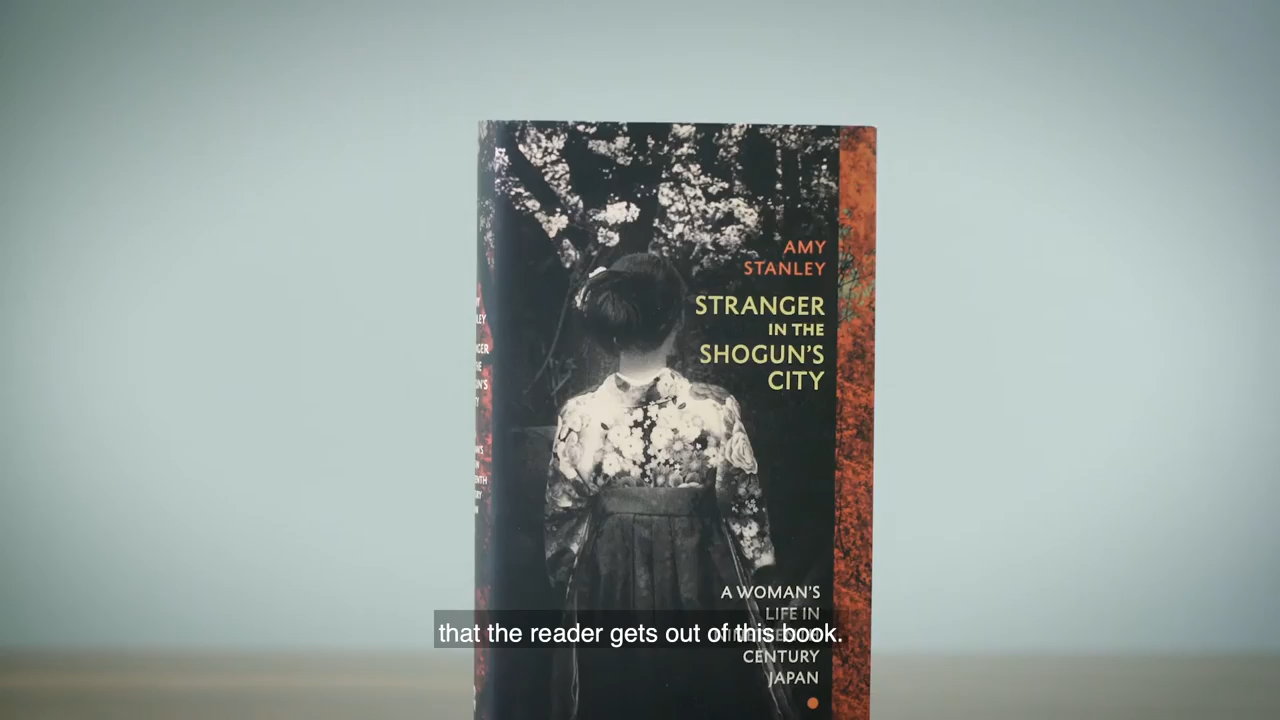 AMY
STANLEY
STRANGER
IN THE
SHOGUN'S
CITY
A WOMAN'S
LIFE IN
CENTURY
JAPAN
that the reader gets out of this book.